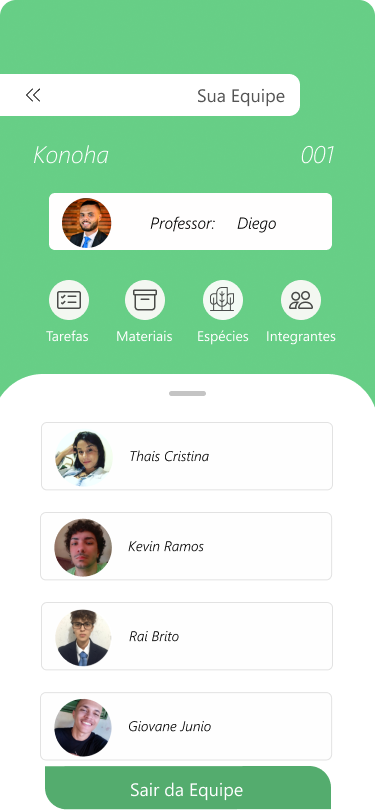 Sua Equipe
Konoha 001
Professor: Diego
Tarefas Materiais Espécies Integrantes
Thais Cristina
Kevin Ramos
Rai Brito
Giovane Junio
Sair da Equipe